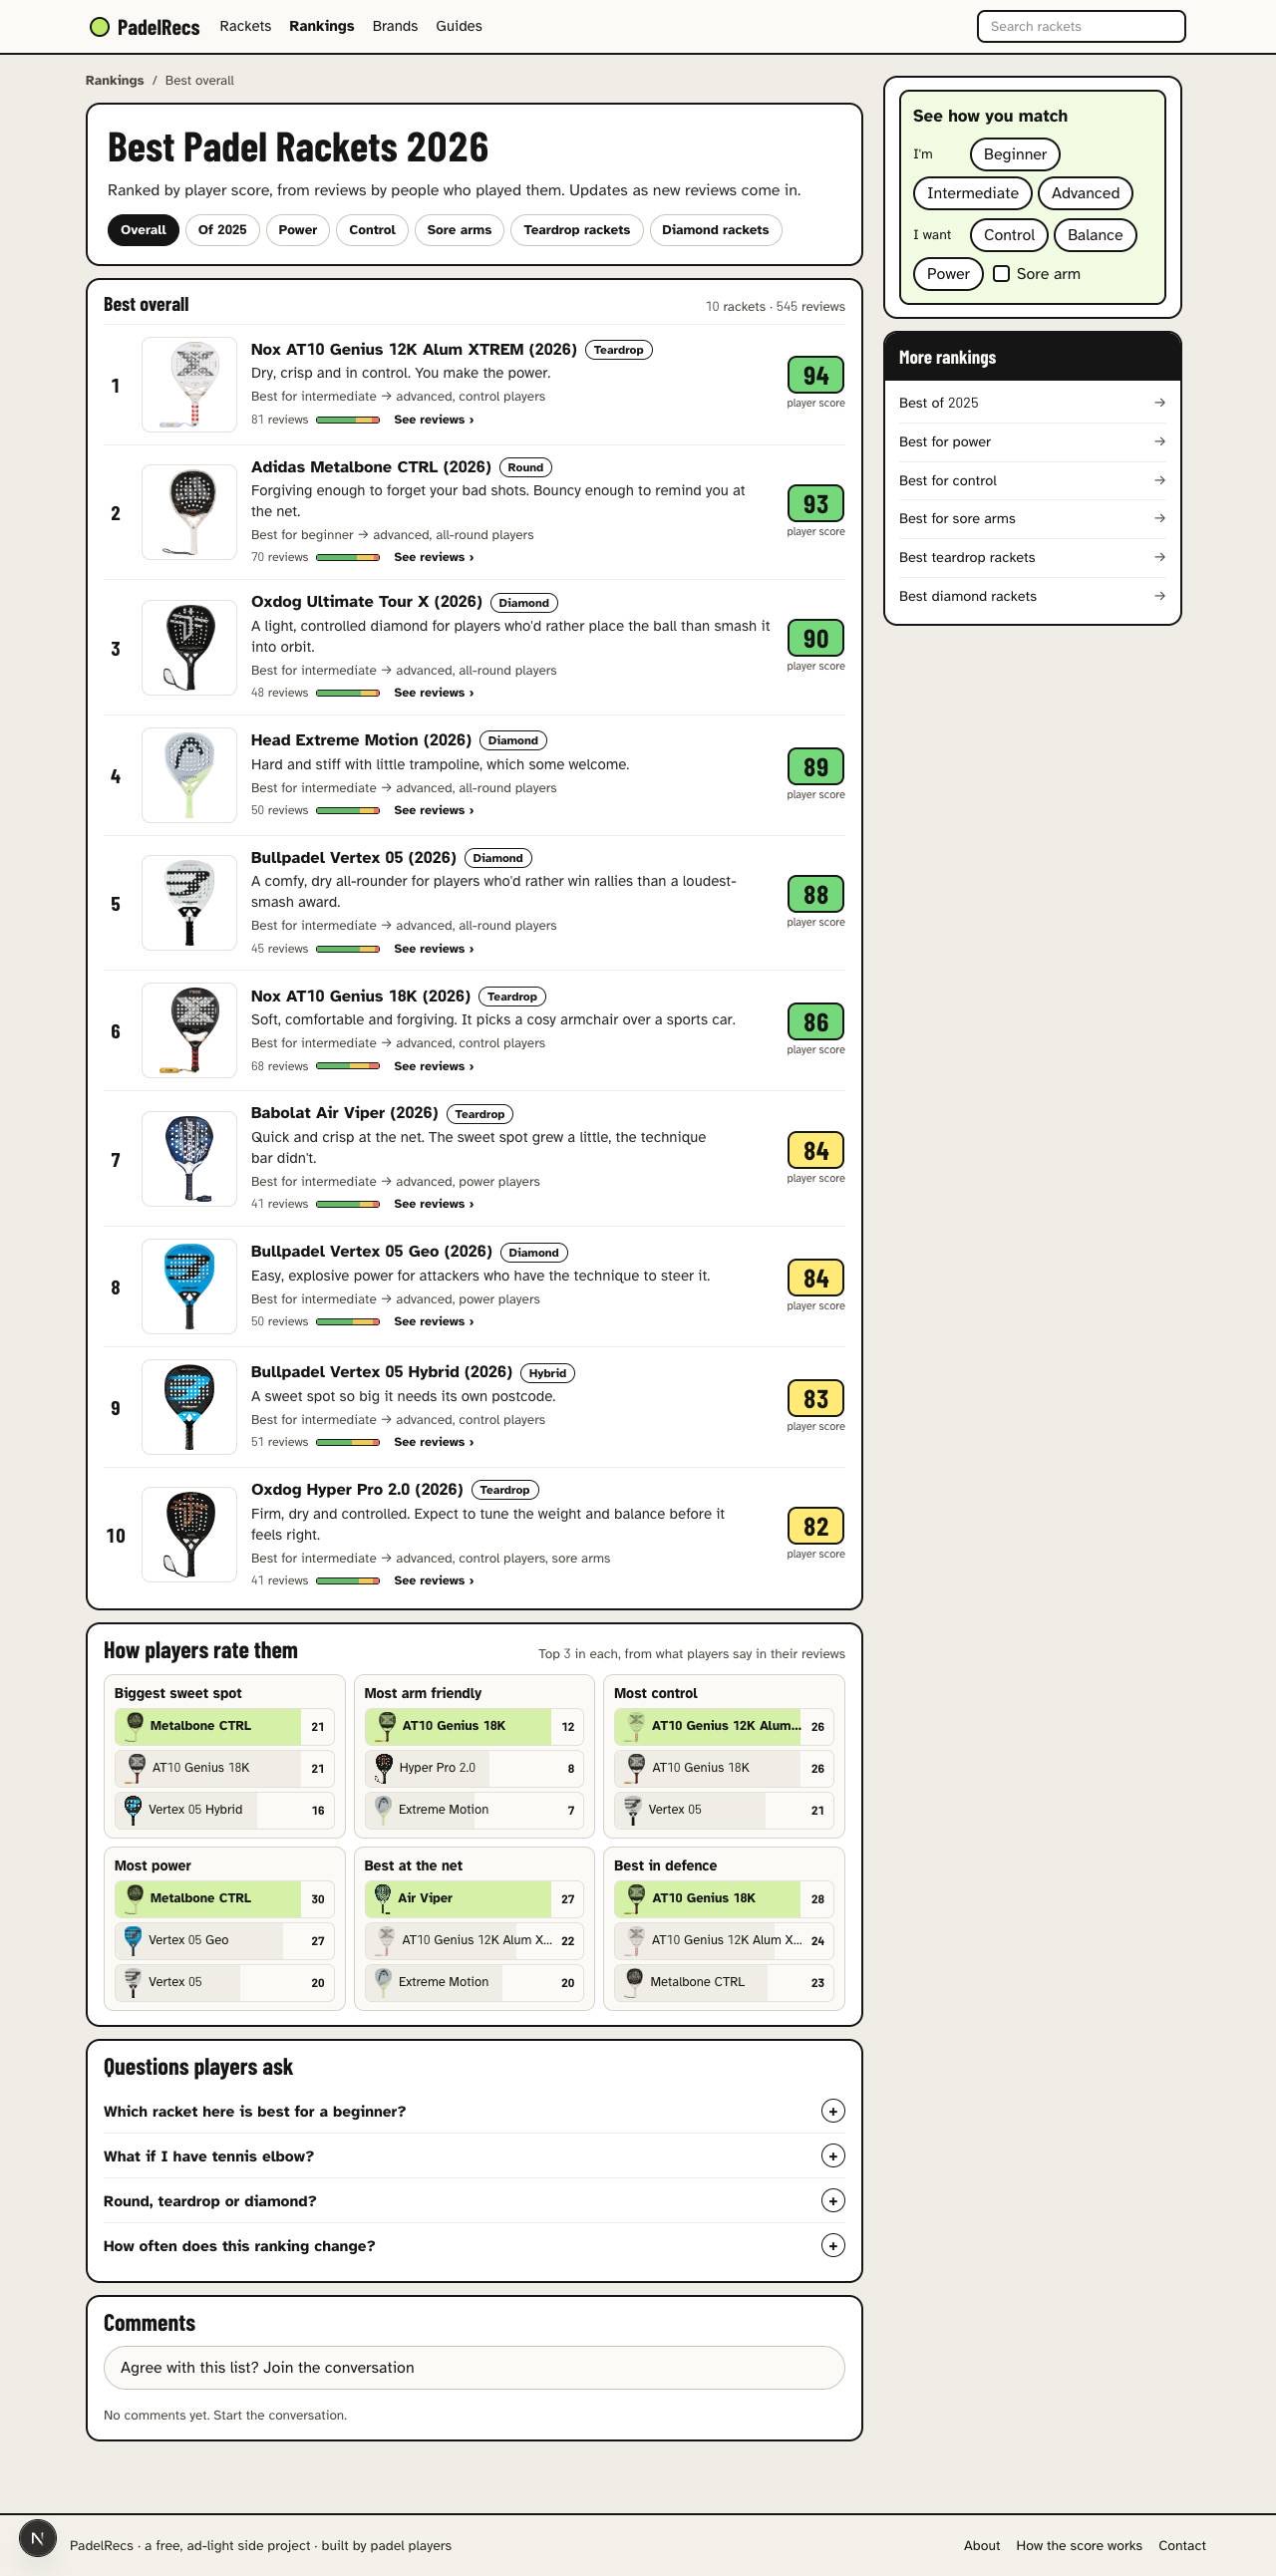 PadelRecs
Rackets
Rankings
Brands
Guides
Search rackets
Rankings / Best overall
Best Padel Rackets 2026
Ranked by player score, from reviews by people who played them. Updates as new reviews come in.
Overall
Of 2025
Power
Control
Sore arms
Teardrop rackets
Diamond rackets
Best overall
10 rackets · 545 reviews
1
Nox AT10 Genius 12K Alum XTREM (2026) Teardrop
Dry, crisp and in control. You make the power.
Best for intermediate → advanced, control players
81 reviews See reviews ›
94
player score
2
Adidas Metalbone CTRL (2026) Round
Forgiving enough to forget your bad shots. Bouncy enough to remind you at
the net.
Best for beginner → advanced, all-round players
70 reviews See reviews ›
93
player score
3
Oxdog Ultimate Tour X (2026) Diamond
A light, controlled diamond for players who'd rather place the ball than smash it
into orbit.
Best for intermediate → advanced, all-round players
48 reviews See reviews ›
90
player score
4
Head Extreme Motion (2026) Diamond
Hard and stiff with little trampoline, which some welcome.
Best for intermediate → advanced, all-round players
50 reviews See reviews ›
89
player score
5
Bullpadel Vertex 05 (2026) Diamond
A comfy, dry all-rounder for players who'd rather win rallies than a loudest-
smash award.
Best for intermediate → advanced, all-round players
45 reviews See reviews ›
88
player score
6
Nox AT10 Genius 18K (2026) Teardrop
Soft, comfortable and forgiving. It picks a cosy armchair over a sports car.
Best for intermediate → advanced, control players
68 reviews See reviews ›
86
player score
7
Babolat Air Viper (2026) Teardrop
Quick and crisp at the net. The sweet spot grew a little, the technique
bar didn't.
Best for intermediate → advanced, power players
41 reviews See reviews ›
84
player score
8
Bullpadel Vertex 05 Geo (2026) Diamond
Easy, explosive power for attackers who have the technique to steer it.
Best for intermediate → advanced, power players
50 reviews See reviews ›
84
player score
9
Bullpadel Vertex 05 Hybrid (2026) Hybrid
A sweet spot so big it needs its own postcode.
Best for intermediate → advanced, control players
51 reviews See reviews ›
83
player score
10
Oxdog Hyper Pro 2.0 (2026) Teardrop
Firm, dry and controlled. Expect to tune the weight and balance before it
feels right.
Best for intermediate → advanced, control players, sore arms
41 reviews See reviews ›
82
player score
How players rate them
Top 3 in each, from what players say in their reviews
Biggest sweet spot
Metalbone CTRL 21
AT10 Genius 18K 21
Vertex 05 Hybrid 16
Most arm friendly
AT10 Genius 18K 12
Hyper Pro 2.0 8
Extreme Motion 7
Most control
AT10 Genius 12K Alum... 26
AT10 Genius 18K 26
Vertex 05 21
Most power
Metalbone CTRL 30
Vertex 05 Geo 27
Vertex 05 20
Best at the net
Air Viper 27
AT10 Genius 12K Alum X... 22
Extreme Motion 20
Best in defence
AT10 Genius 18K 28
AT10 Genius 12K Alum X... 24
Metalbone CTRL 23
Questions players ask
Which racket here is best for a beginner? +
What if I have tennis elbow? +
Round, teardrop or diamond? +
How often does this ranking change? +
Comments
Agree with this list? Join the conversation
No comments yet. Start the conversation.
See how you match
I'm Beginner
Intermediate Advanced
I want Control Balance
Power Sore arm
More rankings
Best of 2025 →
Best for power →
Best for control →
Best for sore arms →
Best teardrop rackets →
Best diamond rackets →
N
PadelRecs · a free, ad-light side project · built by padel players
About
How the score works
Contact